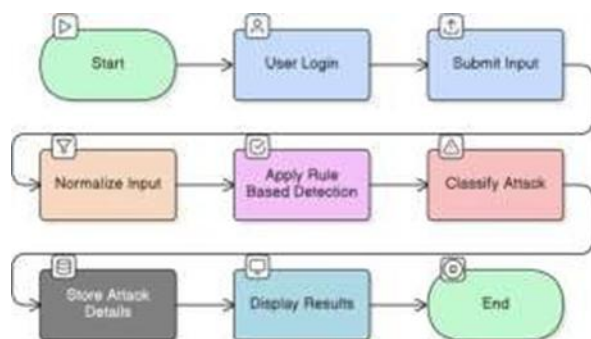 Start
User Login
Submit Input
Normalize Input
Apply Rule
Based Detection
Classify Attack
Store Attack
Details
Display Results
End